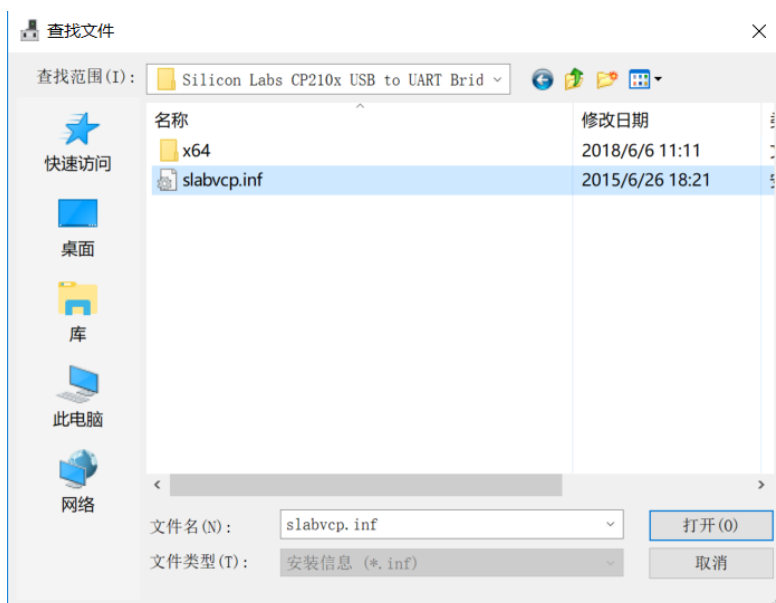 查找文件
查找范围(I):
Silicon Labs CP210x USB to UART Brid
名称
修改日期
x64
2018/6/6 11:11
slabvcp.inf
2015/6/26 18:21
快速访问
桌面
库
此电脑
网络
文件名(N):
slabvcp.inf
打开(O)
文件类型(T):
安装信息 (*.inf)
取消